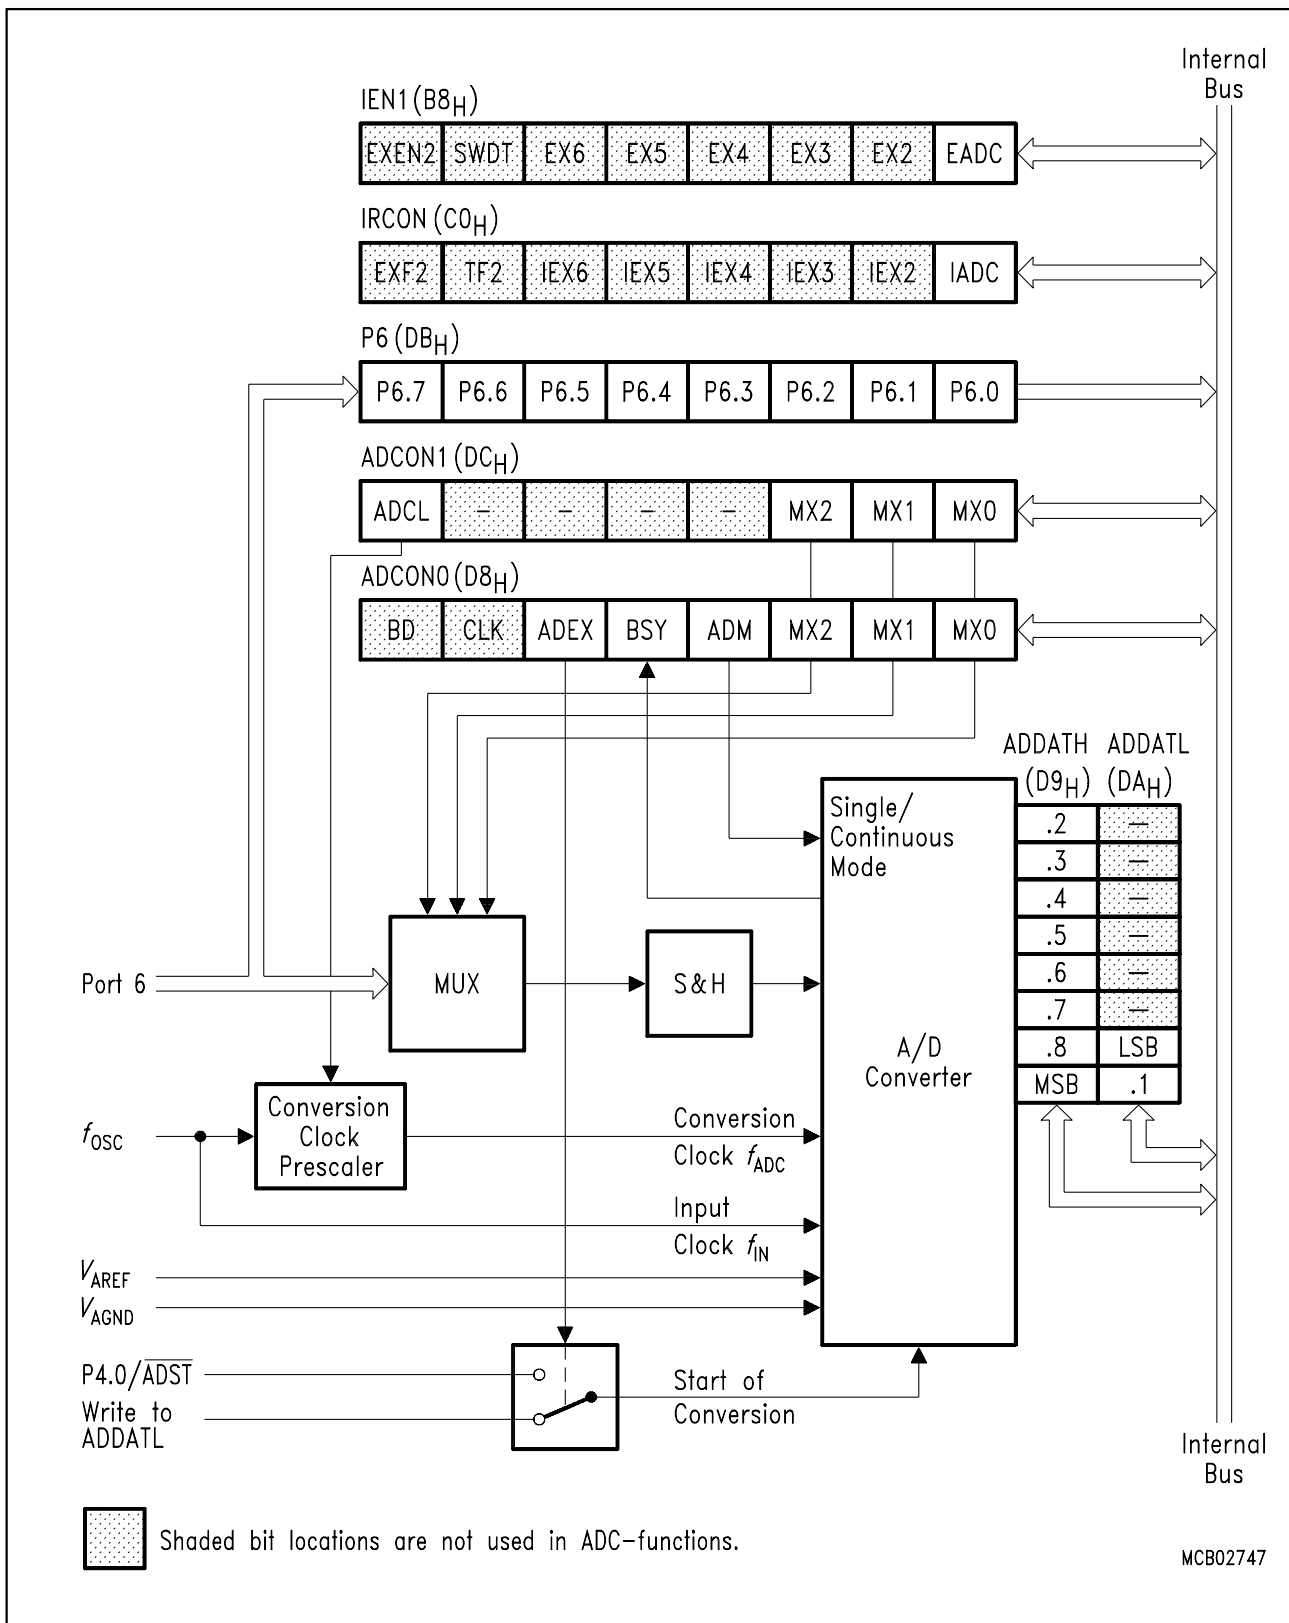 Internal
Bus
IEN1 (B8H)
EXEN2 SWDT EX6 EX5 EX4 EX3 EX2 EADC
IRCON (C0H)
EXF2 TF2 IEX6 IEX5 IEX4 IEX3 IEX2 IADC
P6 (DBH)
P6.7 P6.6 P6.5 P6.4 P6.3 P6.2 P6.1 P6.0
ADCON1 (DCH)
ADCL – – – – MX2 MX1 MX0
ADCON0 (D8H)
BD CLK ADEX BSY ADM MX2 MX1 MX0
ADDATH ADDATL
(D9H) (DAH)
.2 –
.3 –
.4 –
.5 –
.6 –
.7 –
.8 LSB
MSB .1
Single/
Continuous
Mode
Port 6
MUX
S&H
A/D
Converter
fOSC
Conversion
Clock
Prescaler
Conversion
Clock fADC
Input
Clock fIN
VAREF
VAGND
P4.0/ADST
Write to
ADDATL
Start of
Conversion
Internal
Bus
Shaded bit locations are not used in ADC-functions.
MCB02747